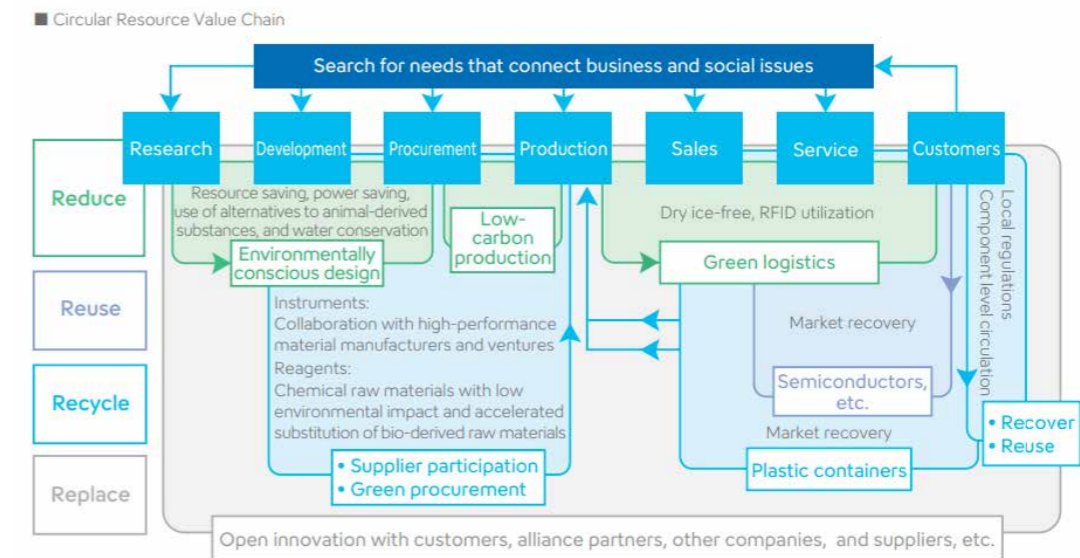 ■ Circular Resource Value Chain
Search for needs that connect business and social issues
Research
Development
Procurement
Production
Sales
Service
Customers
Reduce
Reuse
Recycle
Replace
Resource saving, power saving,
use of alternatives to animal-derived
substances, and water conservation
Environmentally
conscious design
Low-
carbon
production
Dry ice-free, RFID utilization
Green logistics
Instruments:
Collaboration with high-performance
material manufacturers and ventures
Reagents:
Chemical raw materials with low
environmental impact and accelerated
substitution of bio-derived raw materials
• Supplier participation
• Green procurement
Market recovery
Semiconductors,
etc.
Market recovery
Plastic containers
Local regulations
Component level circulation
• Recover
• Reuse
Open innovation with customers, alliance partners, other companies, and suppliers, etc.